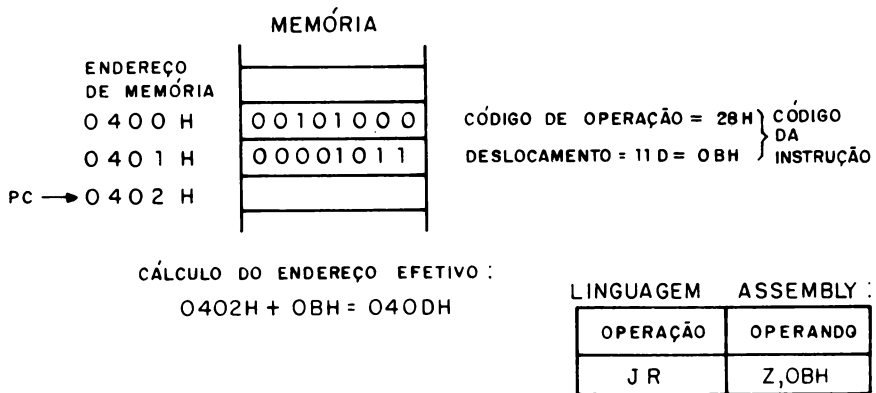 MEMÓRIA
ENDEREÇO
DE MEMÓRIA
0400 H 00101000 CÓDIGO DE OPERAÇÃO = 28H } CÓDIGO
0401 H 00001011 DESLOCAMENTO = 11D = 0BH DA INSTRUÇÃO
PC → 0402 H
CÁLCULO DO ENDEREÇO EFETIVO :
0402H + 0BH = 040DH
LINGUAGEM ASSEMBLY :
OPERAÇÃO OPERANDO
JR Z,0BH